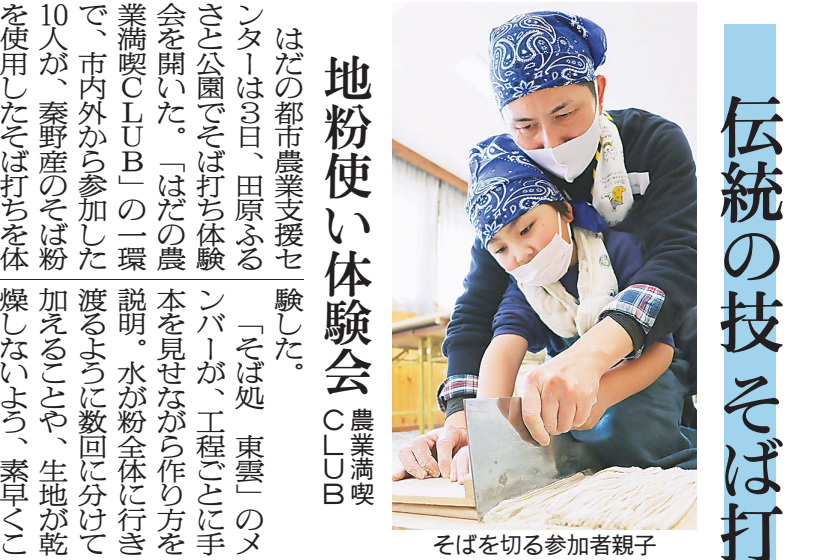 伝統の技 そば打
地粉使い体験会
農業満喫
CLUB
はだの都市農業支援セ
ンターは3日、田原ふる
さと公園でそば打ち体験
会を開いた。「はだの農
業満喫CLUB」の一環
で、市内外から参加した
10人が、秦野産のそば粉
を使用したそば打ちを体
験した。
「そば処 東雲」のメ
ンバーが、工程ごとに手
本を見せながら作り方を
説明。水が粉全体に行き
渡るように数回に分けて
加えることや、生地が乾
燥しないよう、素早くこ
そばを切る参加者親子